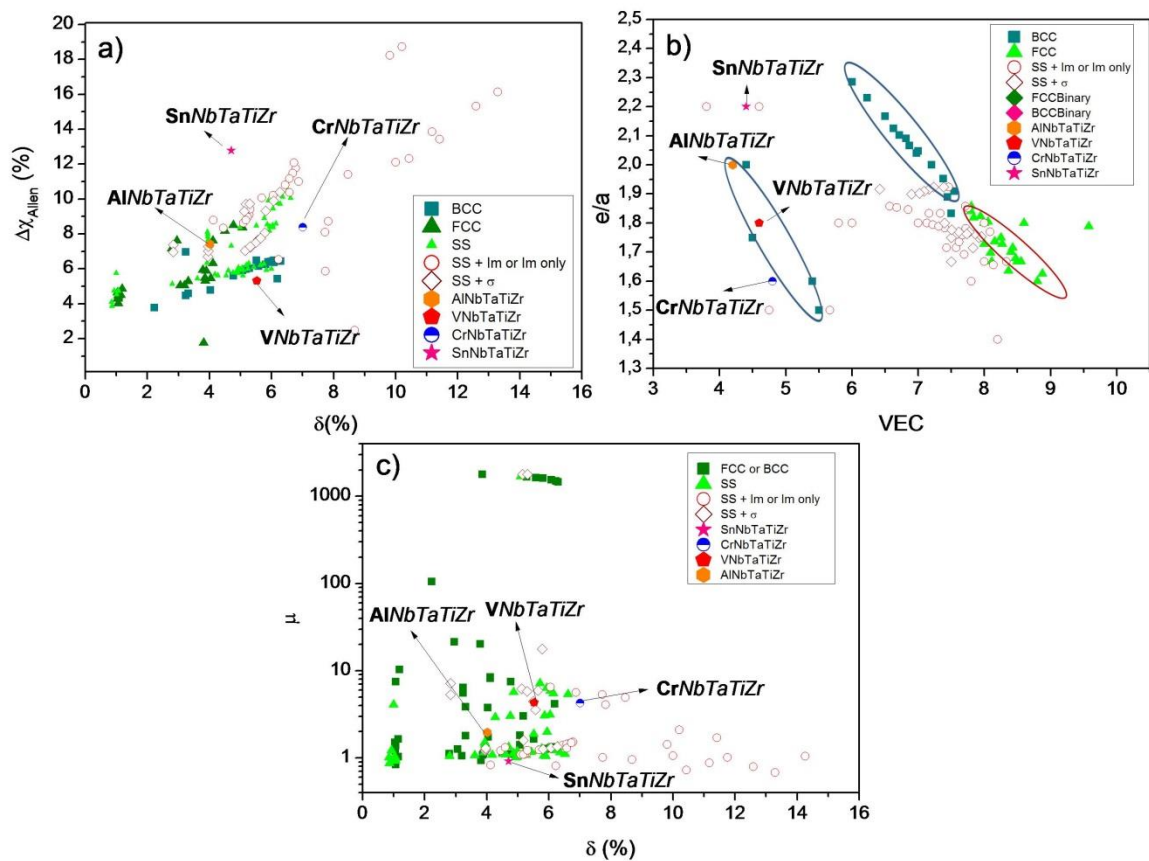 a)
20
18
16
14
12
10
8
6
4
2
Δχ,Allen (%)
SnNbTaTiZr
CrNbTaTiZr
AlNbTaTiZr
VNbTaTiZr
BCC
FCC
SS
SS + Im or Im only
SS + σ
AlNbTaTiZr
VNbTaTiZr
CrNbTaTiZr
SnNbTaTiZr
0 2 4 6 8 10 12 14 16
δ(%)
b)
2,5
2,4
2,3
2,2
2,1
2,0
1,9
1,8
1,7
1,6
1,5
1,4
1,3
e/a
SnNbTaTiZr
AlNbTaTiZr
VNbTaTiZr
CrNbTaTiZr
BCC
FCC
SS + Im or Im only
SS + σ
FCCBinary
BCCBinary
AlNbTaTiZr
VNbTaTiZr
CrNbTaTiZr
SnNbTaTiZr
3 4 5 6 7 8 9 10
VEC
c)
1000
100
10
1
μ
AlNbTaTiZr
VNbTaTiZr
CrNbTaTiZr
SnNbTaTiZr
FCC or BCC
SS
SS + Im or Im only
SS + σ
SnNbTaTiZr
CrNbTaTiZr
VNbTaTiZr
AlNbTaTiZr
0 2 4 6 8 10 12 14 16
δ (%)